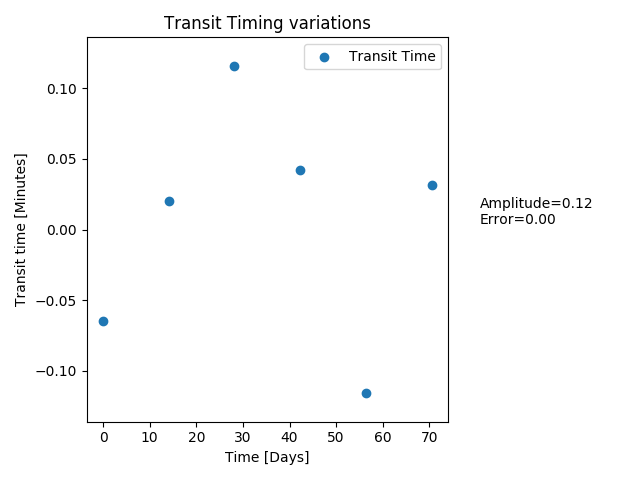 Transit Timing variations
Transit Time
0.10
0.05
0.00
−0.05
−0.10
Transit time [Minutes]
0 10 20 30 40 50 60 70
Time [Days]
Amplitude=0.12
Error=0.00